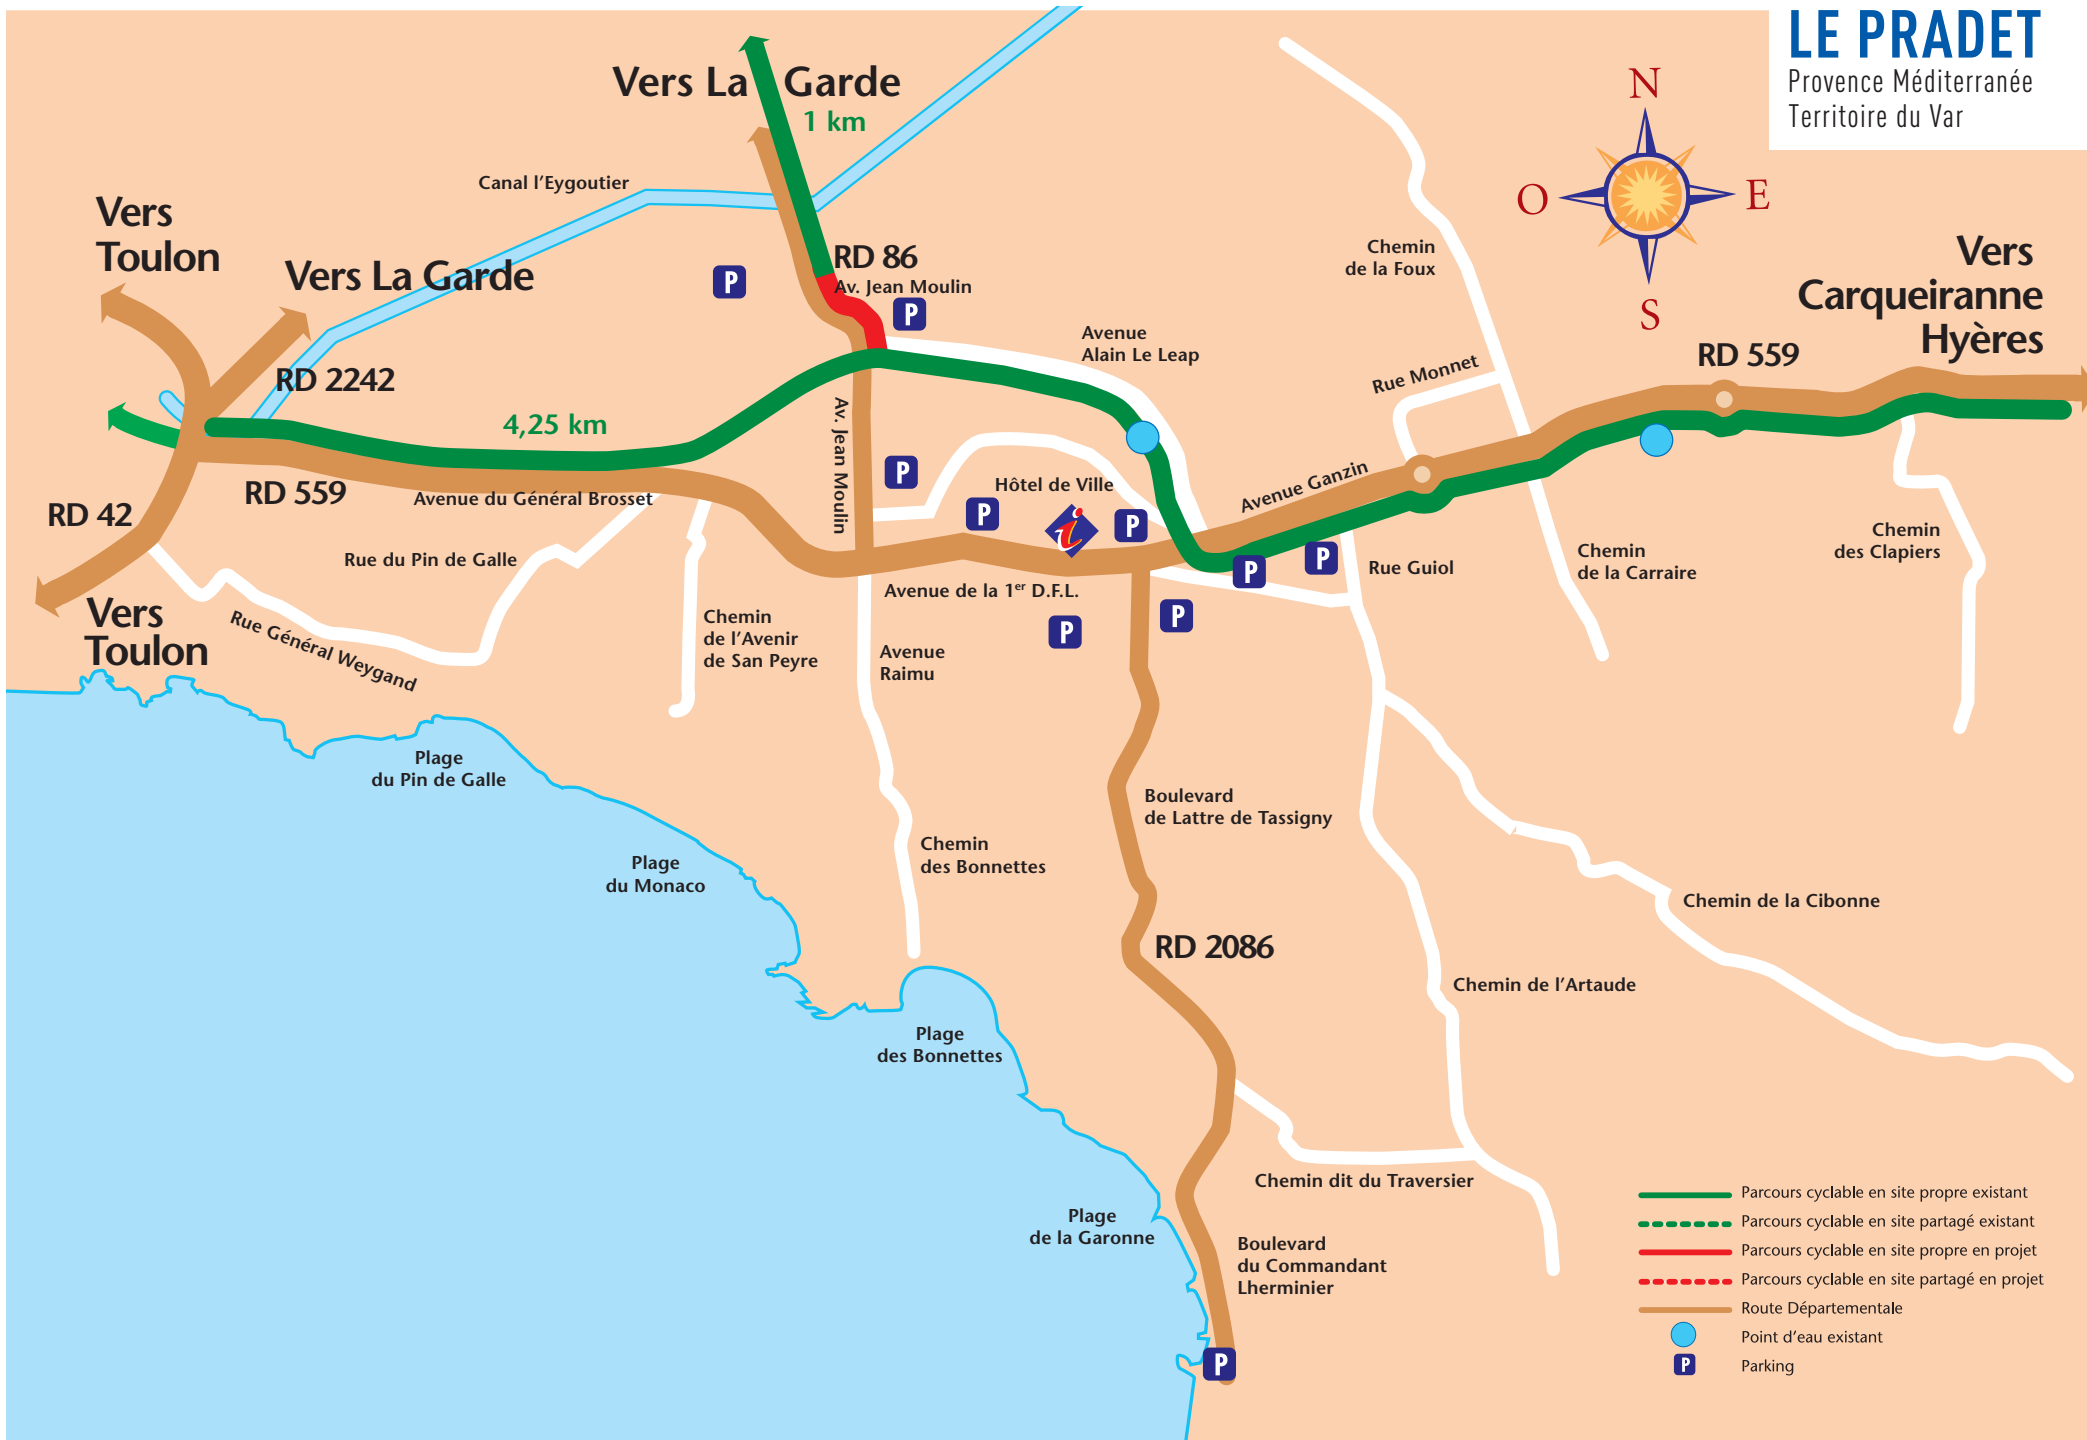 LE PRADET
Provence Méditerranée
Territoire du Var
N
O
E
S
Vers La Garde
1 km
Canal l'Eygoutier
Vers
Toulon
Vers La Garde
RD 86
Av. Jean Moulin
P
P
Chemin
de la Foux
Vers
Carqueiranne
Hyères
Avenue
Alain Le Leap
RD 559
Rue Monnet
RD 2242
4,25 km
Av. Jean Moulin
RD 559
Avenue du Général Brosset
P
Hôtel de Ville
Avenue Ganzin
RD 42
P
i
P
Rue du Pin de Galle
P
P
Rue Guiol
Chemin
de la Carraire
Chemin
des Clapiers
Avenue de la 1er D.F.L.
Vers
Toulon
Rue Général Weygand
Chemin
de l'Avenir
de San Peyre
P
P
Avenue
Raimu
Plage
du Pin de Galle
Boulevard
de Lattre de Tassigny
Plage
du Monaco
Chemin
des Bonnettes
Chemin de la Cibonne
RD 2086
Chemin de l'Artaude
Plage
des Bonnettes
Chemin dit du Traversier
Plage
de la Garonne
Boulevard
du Commandant
Lherminier
P
Parcours cyclable en site propre existant
Parcours cyclable en site partagé existant
Parcours cyclable en site propre en projet
Parcours cyclable en site partagé en projet
Route Départementale
Point d'eau existant
P
Parking